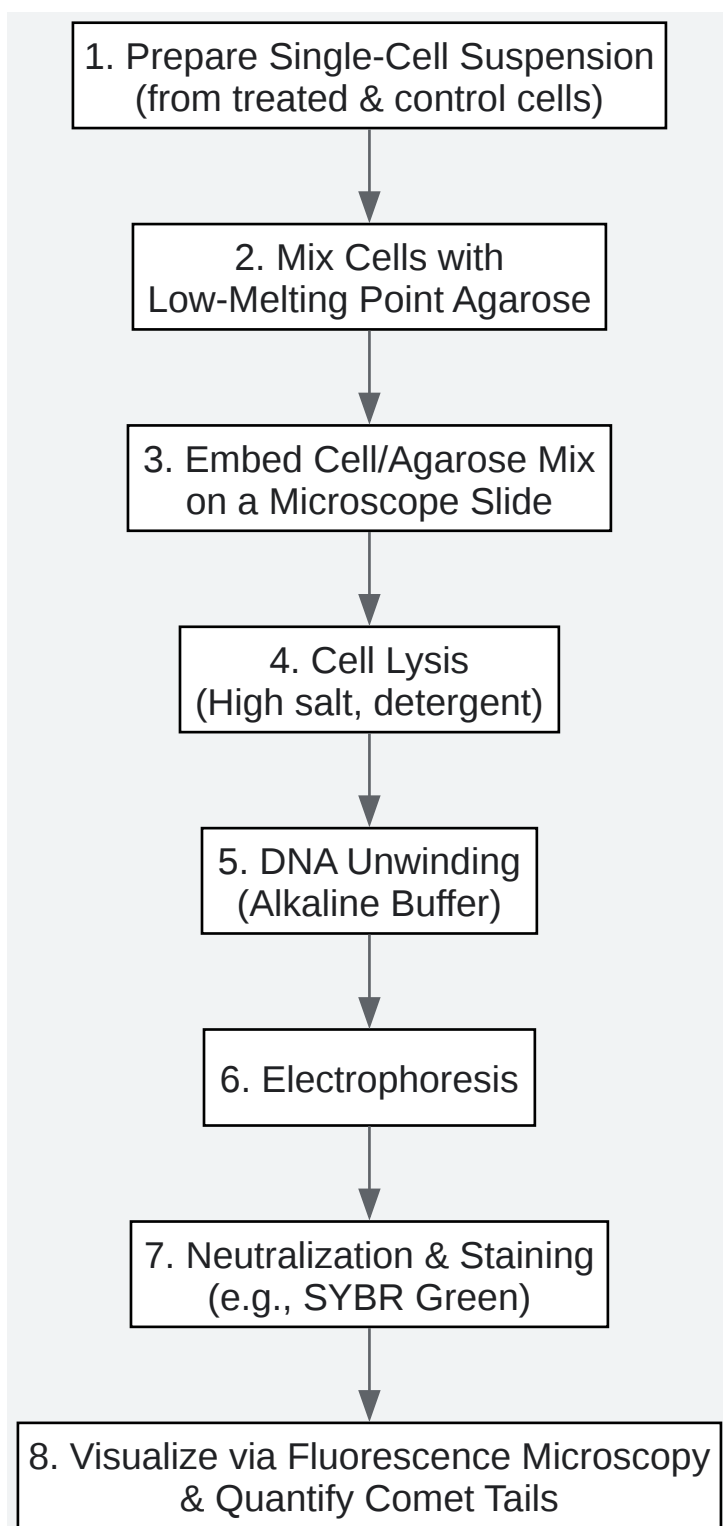 1. Prepare Single-Cell Suspension
(from treated & control cells)
2. Mix Cells with
Low-Melting Point Agarose
3. Embed Cell/Agarose Mix
on a Microscope Slide
4. Cell Lysis
(High salt, detergent)
5. DNA Unwinding
(Alkaline Buffer)
6. Electrophoresis
7. Neutralization & Staining
(e.g., SYBR Green)
8. Visualize via Fluorescence Microscopy
& Quantify Comet Tails